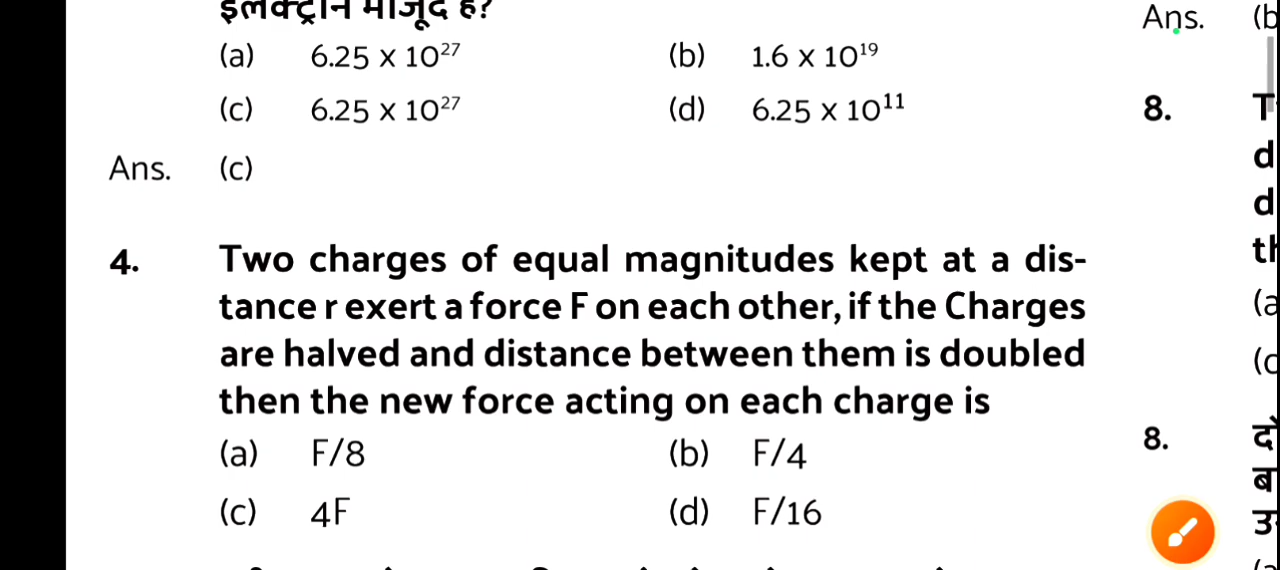 (a) 6.25 x 10²⁷ (b) 1.6 x 10¹⁹
(c) 6.25 x 10²⁷ (d) 6.25 x 10¹¹
Ans. (c)
4. Two charges of equal magnitudes kept at a dis-
tance r exert a force F on each other, if the Charges
are halved and distance between them is doubled
then the new force acting on each charge is
(a) F/8 (b) F/4
(c) 4F (d) F/16
Ans. (b
8.
8.